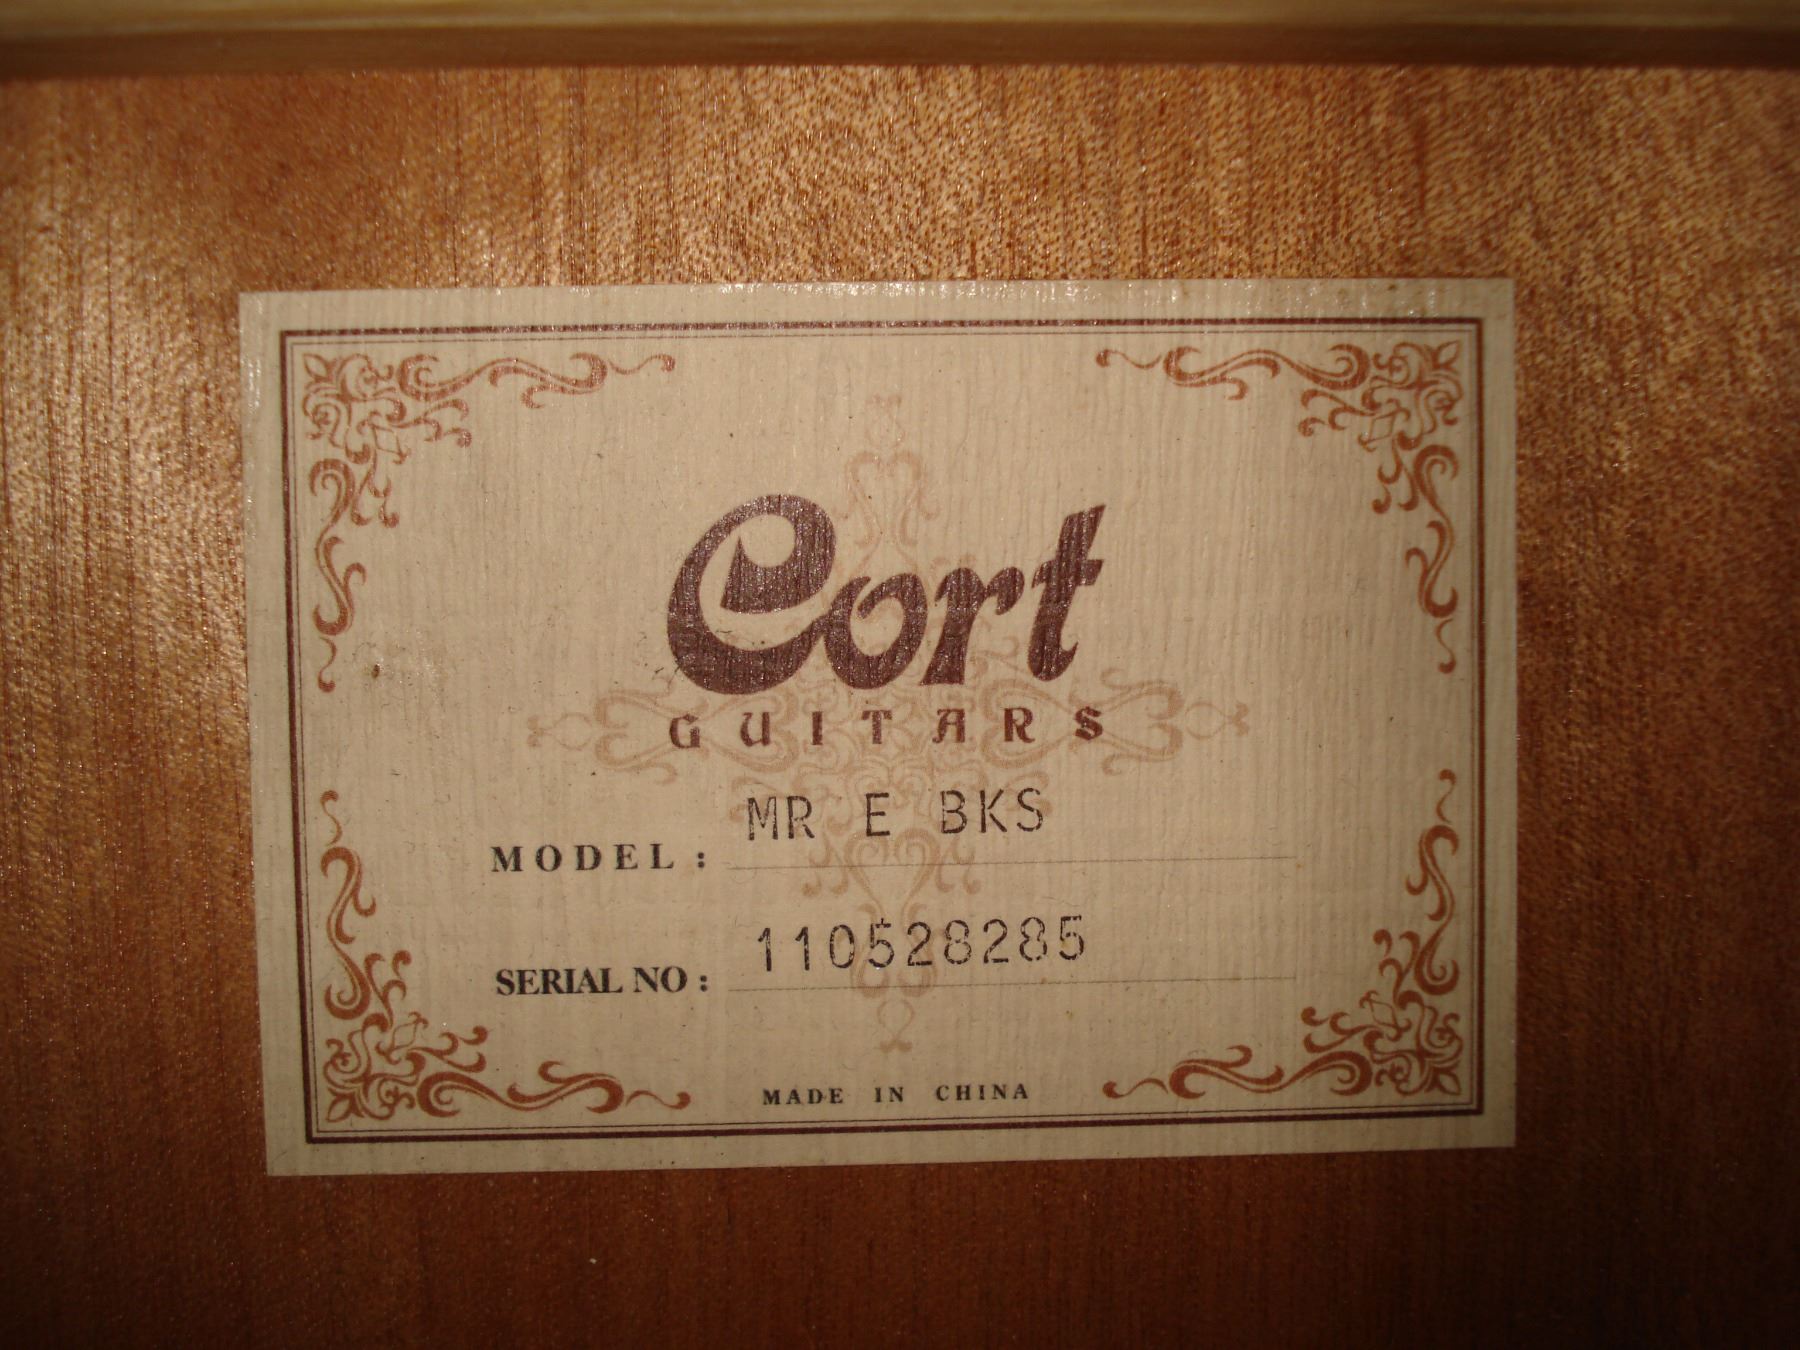 Cort
GUITARS
MODEL : MR E BKS
SERIAL NO : 110528285
MADE IN CHINA